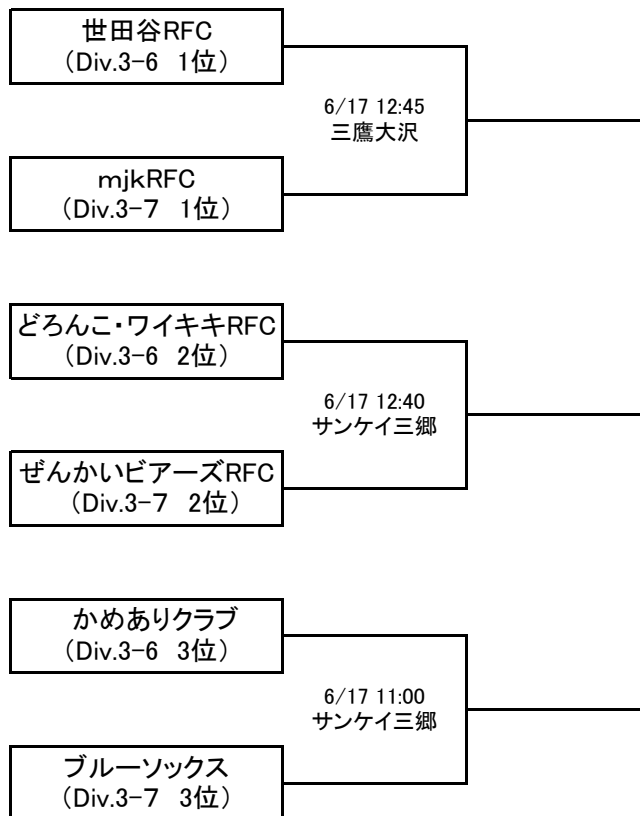 世田谷RFC
(Div.3-6 1位)
6/17 12:45
三鷹大沢
mjkRFC
(Div.3-7 1位)
どろんこ・ワイキキRFC
(Div.3-6 2位)
6/17 12:40
サンケイ三郷
ぜんかいビアーズRFC
(Div.3-7 2位)
かめありクラブ
(Div.3-6 3位)
6/17 11:00
サンケイ三郷
ブルーソックス
(Div.3-7 3位)